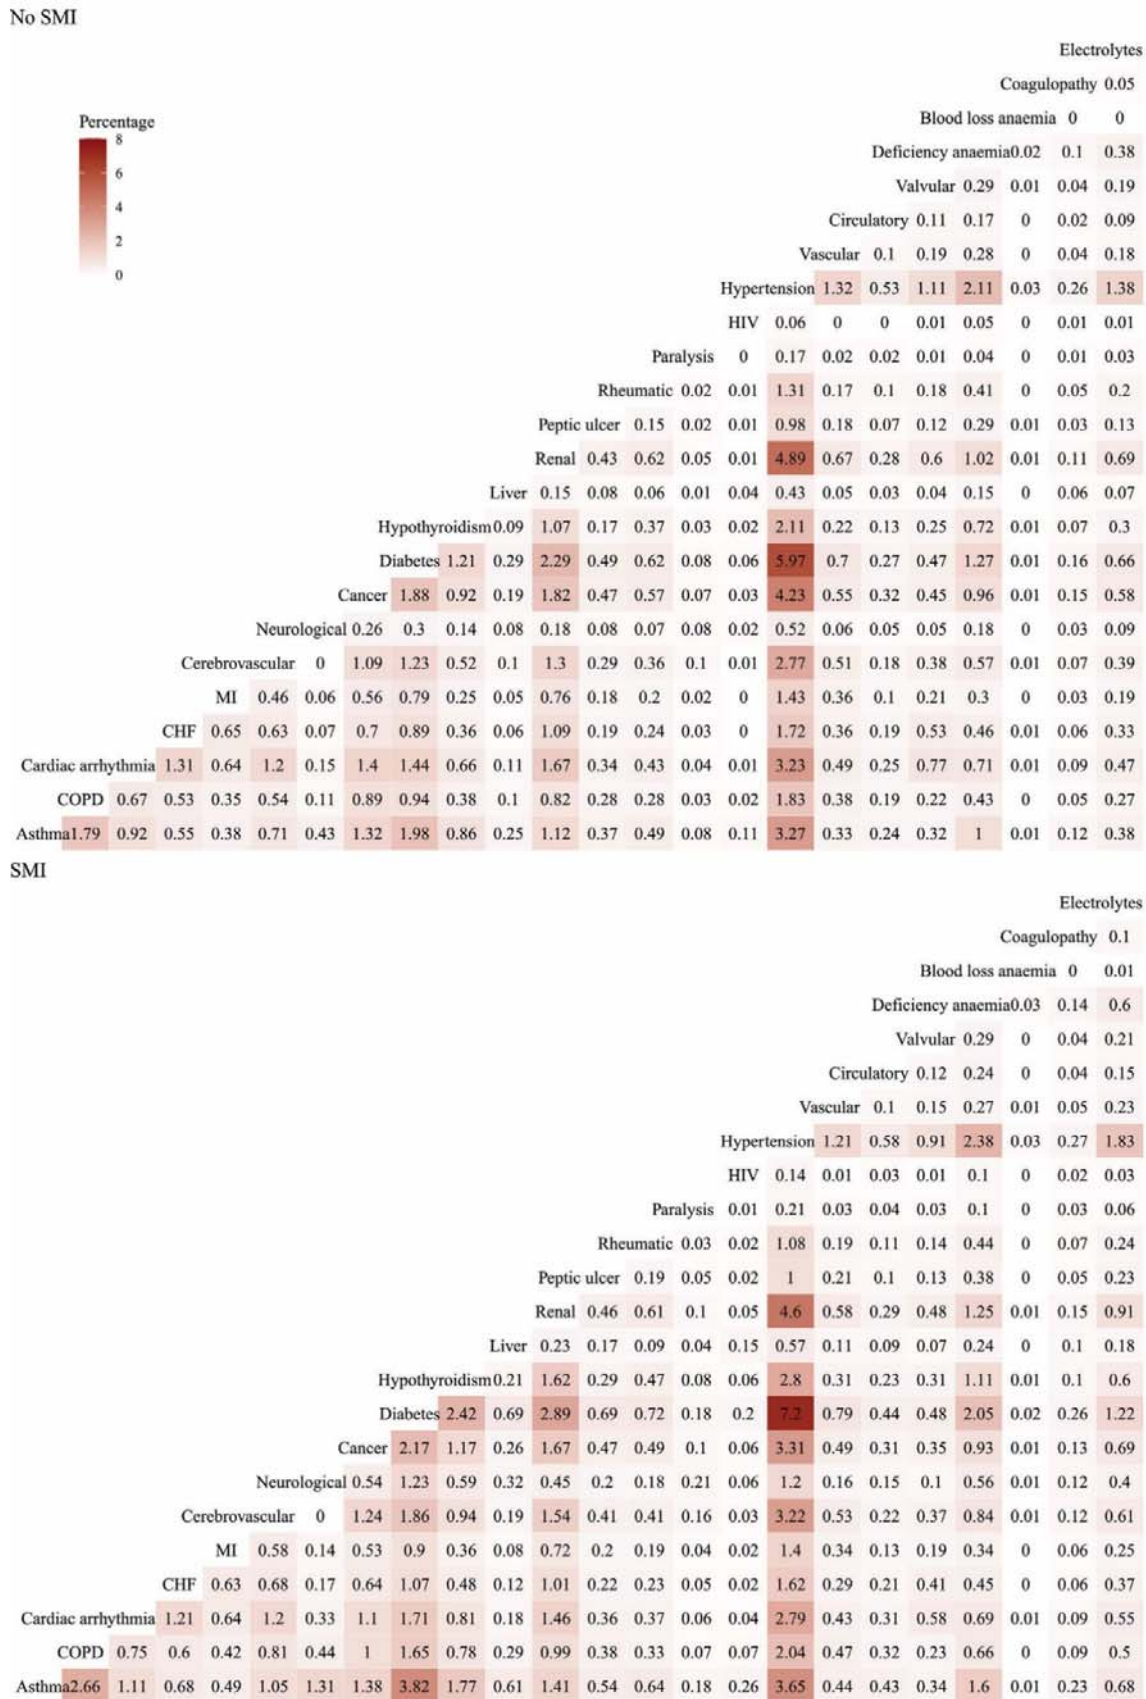 No SMI
Electrolytes
Coagulopathy 0.05
Percentage
Blood loss anaemia 0 0
8
Deficiency anaemia 0.02 0.1 0.38
6
Valvular 0.29 0.01 0.04 0.19
4
Circulatory 0.11 0.17 0 0.02 0.09
2
Vascular 0.1 0.19 0.28 0 0.04 0.18
0
Hypertension 1.32 0.53 1.11 2.11 0.03 0.26 1.38
HIV 0.06 0 0 0.01 0.05 0 0.01 0.01
Paralysis 0 0.17 0.02 0.02 0.01 0.04 0 0.01 0.03
Rheumatic 0.02 0.01 1.31 0.17 0.1 0.18 0.41 0 0.05 0.2
Peptic ulcer 0.15 0.02 0.01 0.98 0.18 0.07 0.12 0.29 0.01 0.03 0.13
Renal 0.43 0.62 0.05 0.01 4.89 0.67 0.28 0.6 1.02 0.01 0.11 0.69
Liver 0.15 0.08 0.06 0.01 0.04 0.43 0.05 0.03 0.04 0.15 0 0.06 0.07
Hypothyroidism 0.09 1.07 0.17 0.37 0.03 0.02 2.11 0.22 0.13 0.25 0.72 0.01 0.07 0.3
Diabetes 1.21 0.29 2.29 0.49 0.62 0.08 0.06 5.97 0.7 0.27 0.47 1.27 0.01 0.16 0.66
Cancer 1.88 0.92 0.19 1.82 0.47 0.57 0.07 0.03 4.23 0.55 0.32 0.45 0.96 0.01 0.15 0.58
Neurological 0.26 0.3 0.14 0.08 0.18 0.08 0.07 0.08 0.02 0.52 0.06 0.05 0.05 0.18 0 0.03 0.09
Cerebrovascular 0 1.09 1.23 0.52 0.1 1.3 0.29 0.36 0.1 0.01 2.77 0.51 0.18 0.38 0.57 0.01 0.07 0.39
MI 0.46 0.06 0.56 0.79 0.25 0.05 0.76 0.18 0.2 0.02 0 1.43 0.36 0.1 0.21 0.3 0 0.03 0.19
CHF 0.65 0.63 0.07 0.7 0.89 0.36 0.06 1.09 0.19 0.24 0.03 0 1.72 0.36 0.19 0.53 0.46 0.01 0.06 0.33
Cardiac arrhythmia 1.31 0.64 1.2 0.15 1.4 1.44 0.66 0.11 1.67 0.34 0.43 0.04 0.01 3.23 0.49 0.25 0.77 0.71 0.01 0.09 0.47
COPD 0.67 0.53 0.35 0.54 0.11 0.89 0.94 0.38 0.1 0.82 0.28 0.28 0.03 0.02 1.83 0.38 0.19 0.22 0.43 0 0.05 0.27
Asthma 1.79 0.92 0.55 0.38 0.71 0.43 1.32 1.98 0.86 0.25 1.12 0.37 0.49 0.08 0.11 3.27 0.33 0.24 0.32 1 0.01 0.12 0.38
SMI
Electrolytes
Coagulopathy 0.1
Blood loss anaemia 0 0.01
Deficiency anaemia 0.03 0.14 0.6
Valvular 0.29 0 0.04 0.21
Circulatory 0.12 0.24 0 0.04 0.15
Vascular 0.1 0.15 0.27 0.01 0.05 0.23
Hypertension 1.21 0.58 0.91 2.38 0.03 0.27 1.83
HIV 0.14 0.01 0.03 0.01 0.1 0 0.02 0.03
Paralysis 0.01 0.21 0.03 0.04 0.03 0.1 0 0.03 0.06
Rheumatic 0.03 0.02 1.08 0.19 0.11 0.14 0.44 0 0.07 0.24
Peptic ulcer 0.19 0.05 0.02 1 0.21 0.1 0.13 0.38 0 0.05 0.23
Renal 0.46 0.61 0.1 0.05 4.6 0.58 0.29 0.48 1.25 0.01 0.15 0.91
Liver 0.23 0.17 0.09 0.04 0.15 0.57 0.11 0.09 0.07 0.24 0 0.1 0.18
Hypothyroidism 0.21 1.62 0.29 0.47 0.08 0.06 2.8 0.31 0.23 0.31 1.11 0.01 0.1 0.6
Diabetes 2.42 0.69 2.89 0.69 0.72 0.18 0.2 7.2 0.79 0.44 0.48 2.05 0.02 0.26 1.22
Cancer 2.17 1.17 0.26 1.67 0.47 0.49 0.1 0.06 3.31 0.49 0.31 0.35 0.93 0.01 0.13 0.69
Neurological 0.54 1.23 0.59 0.32 0.45 0.2 0.18 0.21 0.06 1.2 0.16 0.15 0.1 0.56 0.01 0.12 0.4
Cerebrovascular 0 1.24 1.86 0.94 0.19 1.54 0.41 0.41 0.16 0.03 3.22 0.53 0.22 0.37 0.84 0.01 0.12 0.61
MI 0.58 0.14 0.53 0.9 0.36 0.08 0.72 0.2 0.19 0.04 0.02 1.4 0.34 0.13 0.19 0.34 0 0.06 0.25
CHF 0.63 0.68 0.17 0.64 1.07 0.48 0.12 1.01 0.22 0.23 0.05 0.02 1.62 0.29 0.21 0.41 0.45 0 0.06 0.37
Cardiac arrhythmia 1.21 0.64 1.2 0.33 1.1 1.71 0.81 0.18 1.46 0.36 0.37 0.06 0.04 2.79 0.43 0.31 0.58 0.69 0.01 0.09 0.55
COPD 0.75 0.6 0.42 0.81 0.44 1 1.65 0.78 0.29 0.99 0.38 0.33 0.07 0.07 2.04 0.47 0.32 0.23 0.66 0 0.09 0.5
Asthma 2.66 1.11 0.68 0.49 1.05 1.31 1.38 3.82 1.77 0.61 1.41 0.54 0.64 0.18 0.26 3.65 0.44 0.43 0.34 1.6 0.01 0.23 0.68